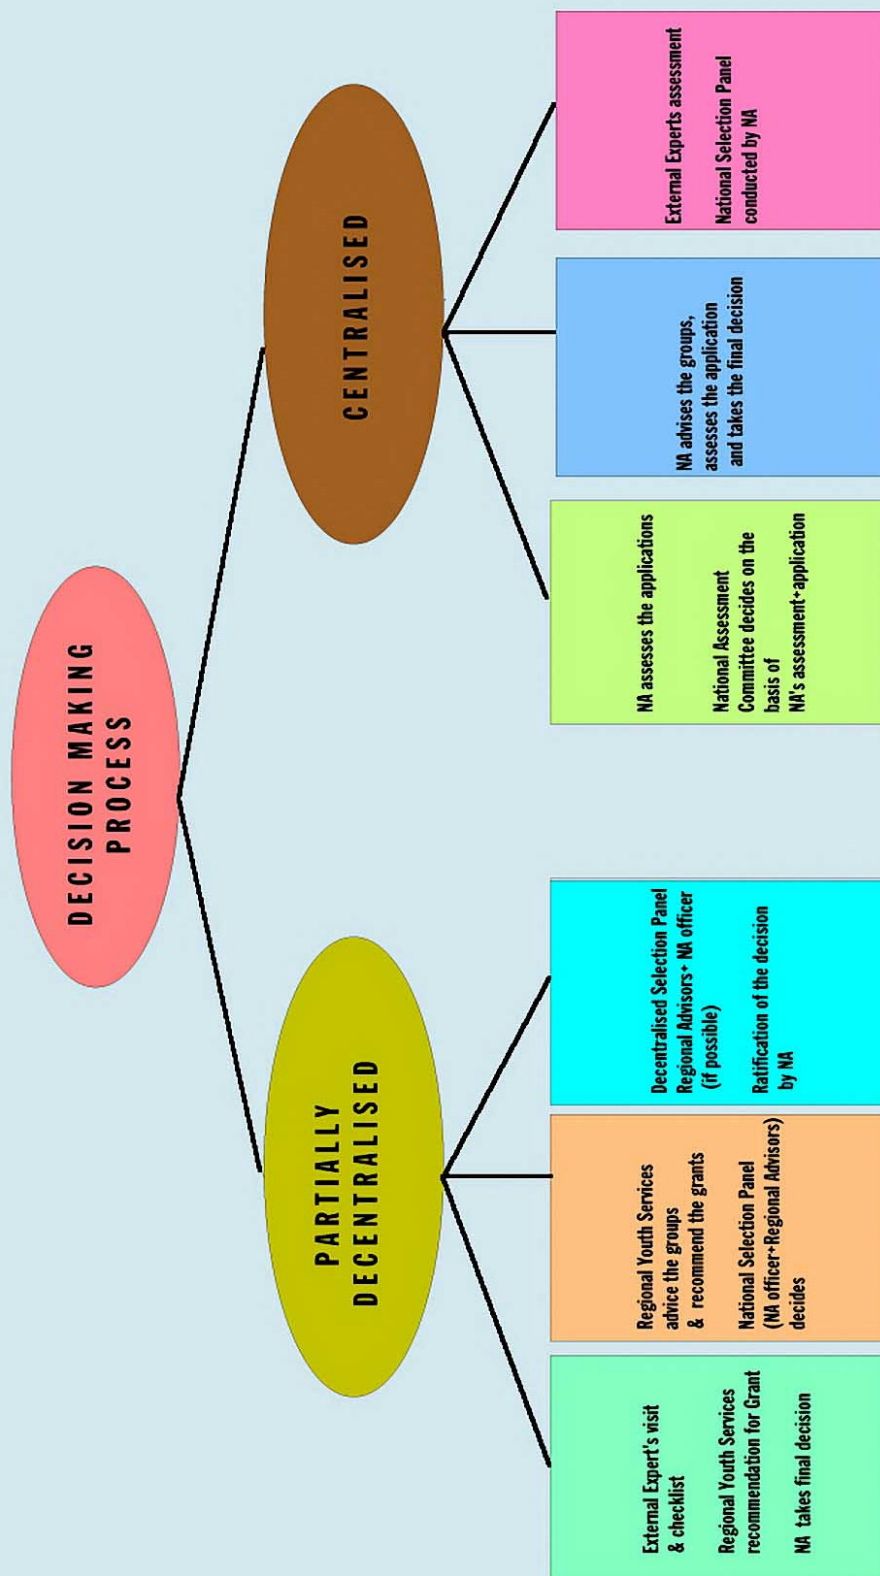 DECISION MAKING
PROCESS
PARTIALLY
DECENTRALISED
CENTRALISED
External Expert's visit
& checklist
Regional Youth Services
recommendation for Grant
NA takes final decision
Regional Youth Services
advice the groups
& recommend the grants
National Selection Panel
(NA officer+Regional Advisors)
decides
Decentralised Selection Panel
Regional Advisors+ NA officer
(if possible)
Ratification of the decision
by NA
NA assesses the applications
National Assessment
Committee decides on the
basis of
NA's assessment+application
NA advises the groups,
assesses the application
and takes the final decision
External Experts assessment
National Selection Panel
conducted by NA